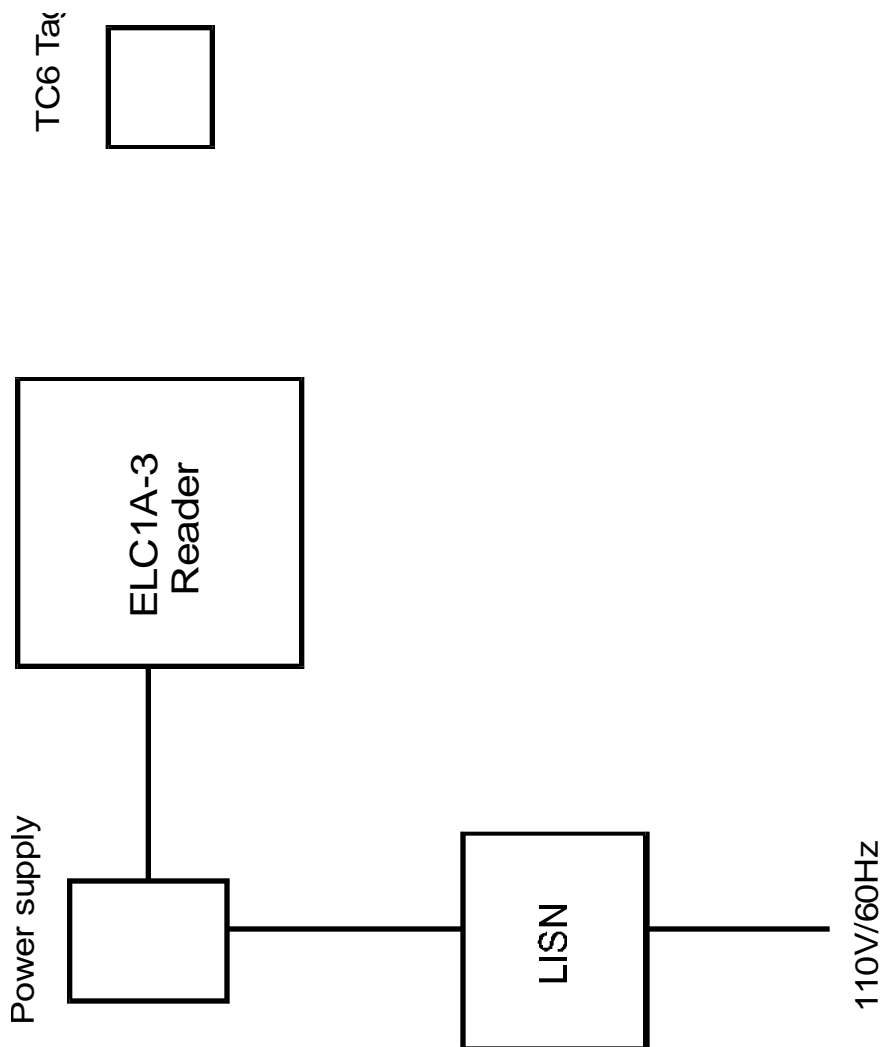 Power supply
TC6 Tag
ELC1A-3
Reader
LISN
110V/60Hz